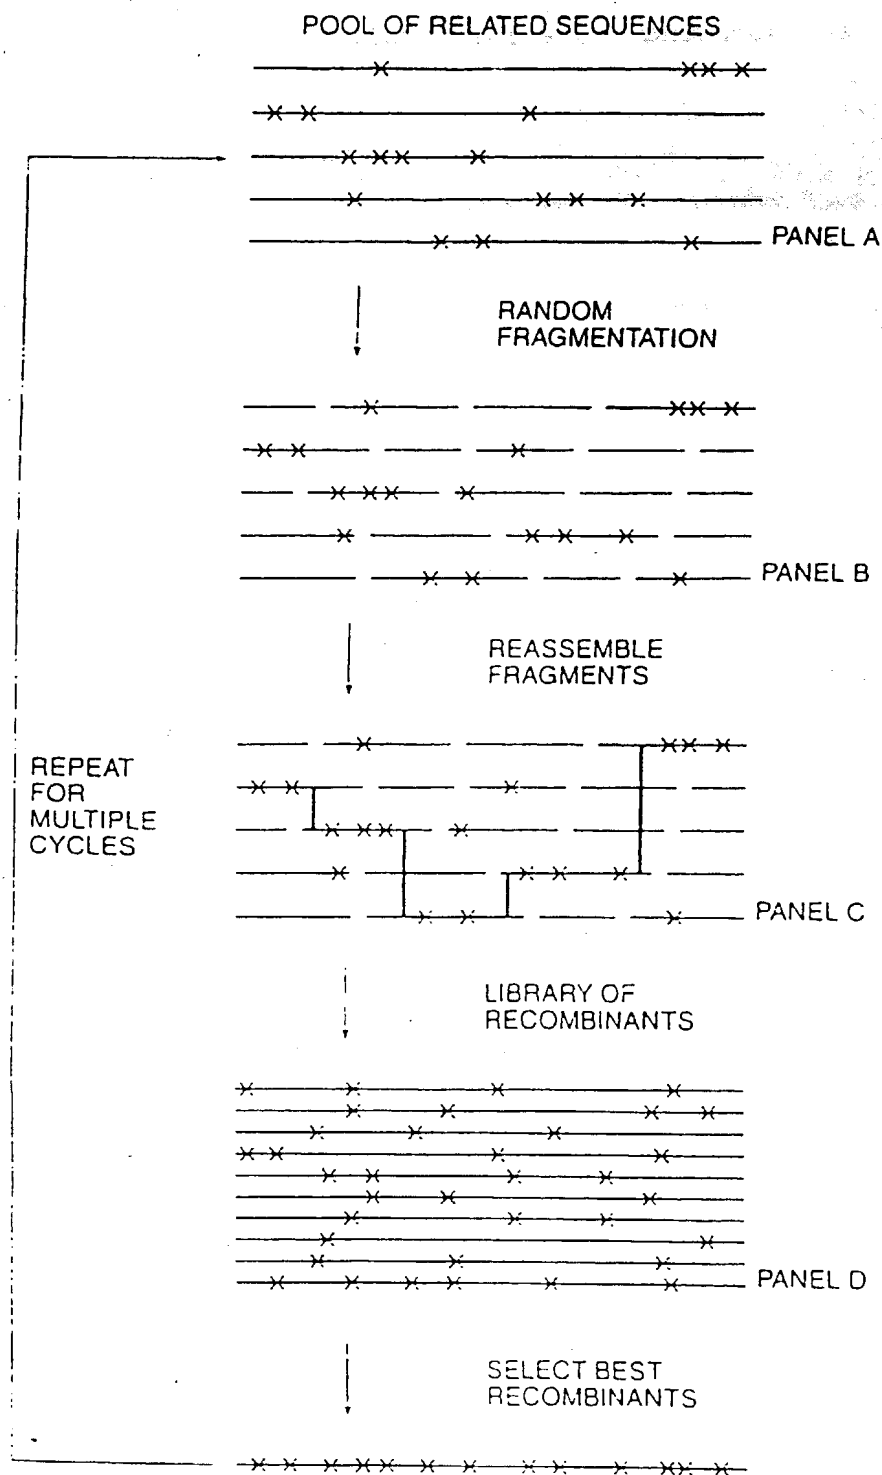 POOL OF RELATED SEQUENCES
PANEL A
RANDOM
FRAGMENTATION
PANEL B
REASSEMBLE
FRAGMENTS
REPEAT
FOR
MULTIPLE
CYCLES
PANEL C
LIBRARY OF
RECOMBINANTS
PANEL D
SELECT BEST
RECOMBINANTS